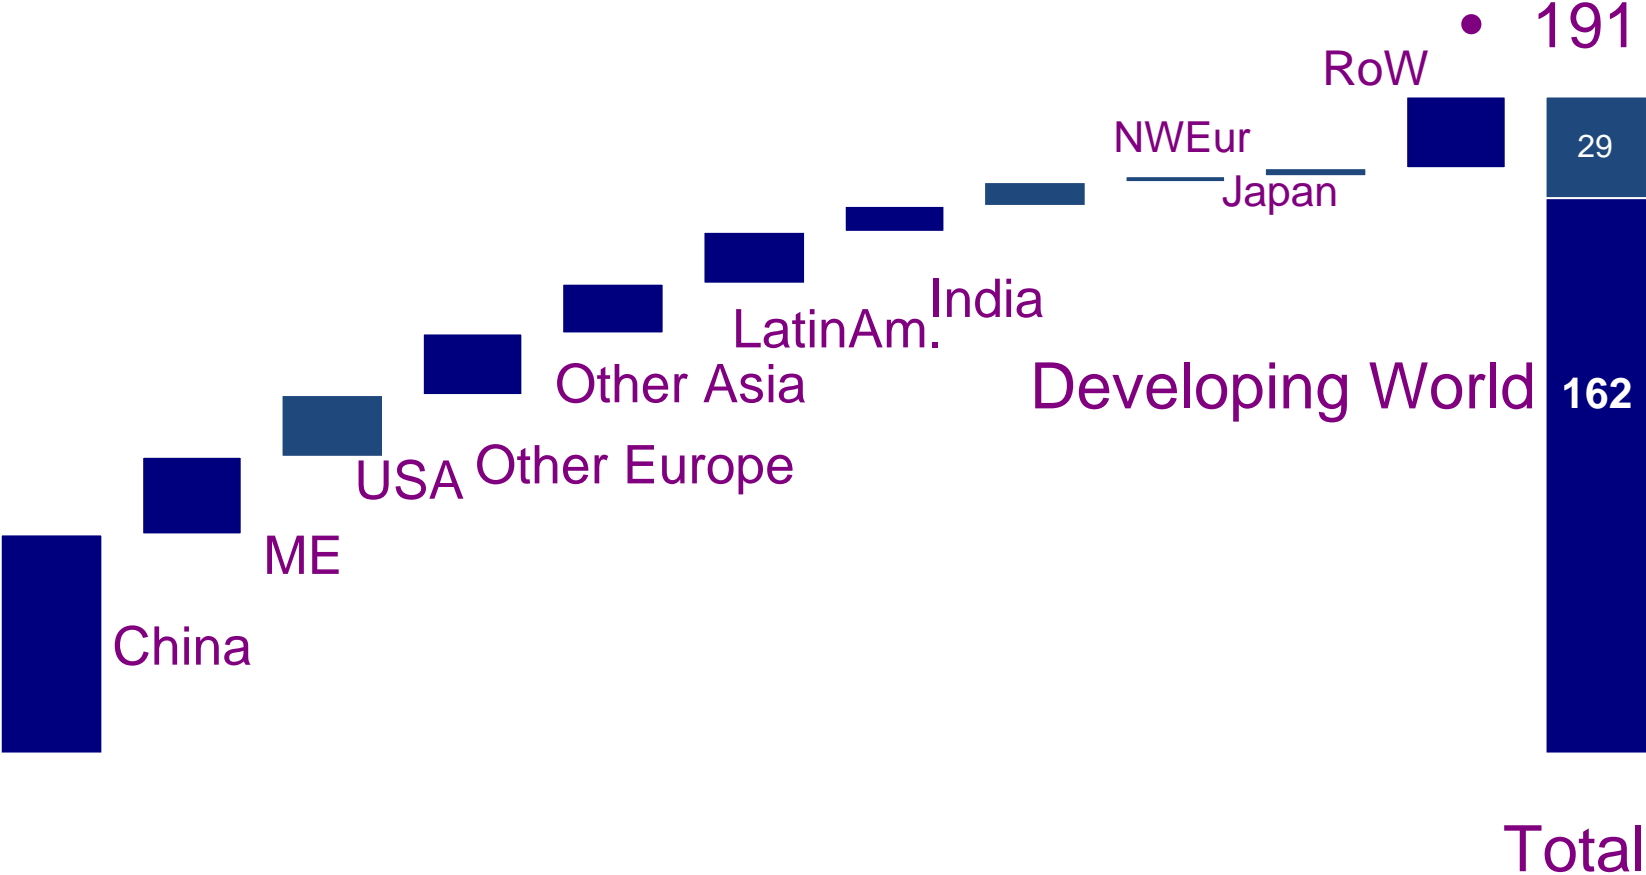 • 191
RoW
NWEur
29
Japan
India
LatinAm.
Other Asia
Developing World
162
Other Europe
USA
ME
China
Total